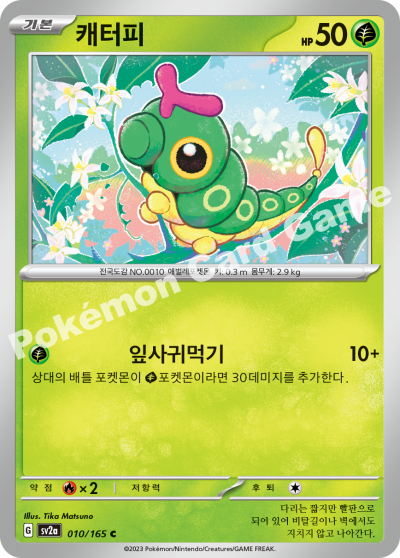 기본 캐터피 HP 50
전국도감 NO.0010 애벌레포켓몬 키: 0.3 m 몸무게: 2.9 kg
잎사귀먹기 10+
상대의 배틀 포켓몬이 포켓몬이라면 30데미지를 추가한다.
약점 ×2 저항력 후퇴
Illus. Tika Matsuno
G sv2a 010/165 C
다리는 짧지만 빨판으로
되어 있어 비탈길이나 벽에서도
지치지 않고 나아간다.
©2023 Pokémon/Nintendo/Creatures/GAME FREAK.
Pokémon Card Game